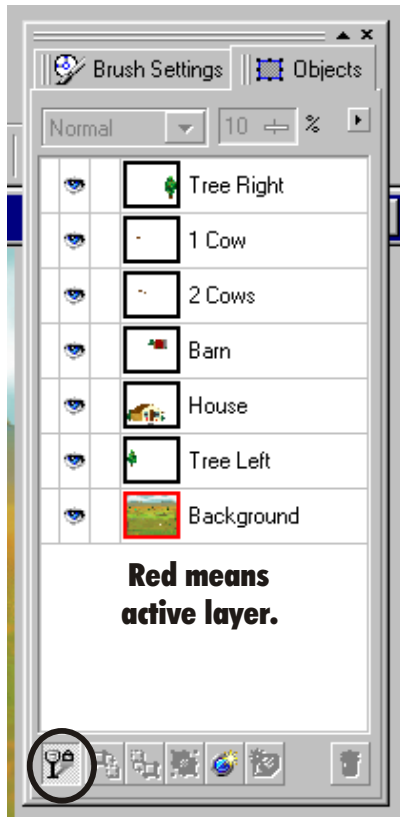 Brush Settings Objects
Normal 10 %
Tree Right
1 Cow
2 Cows
Barn
House
Tree Left
Background
Red means
active layer.